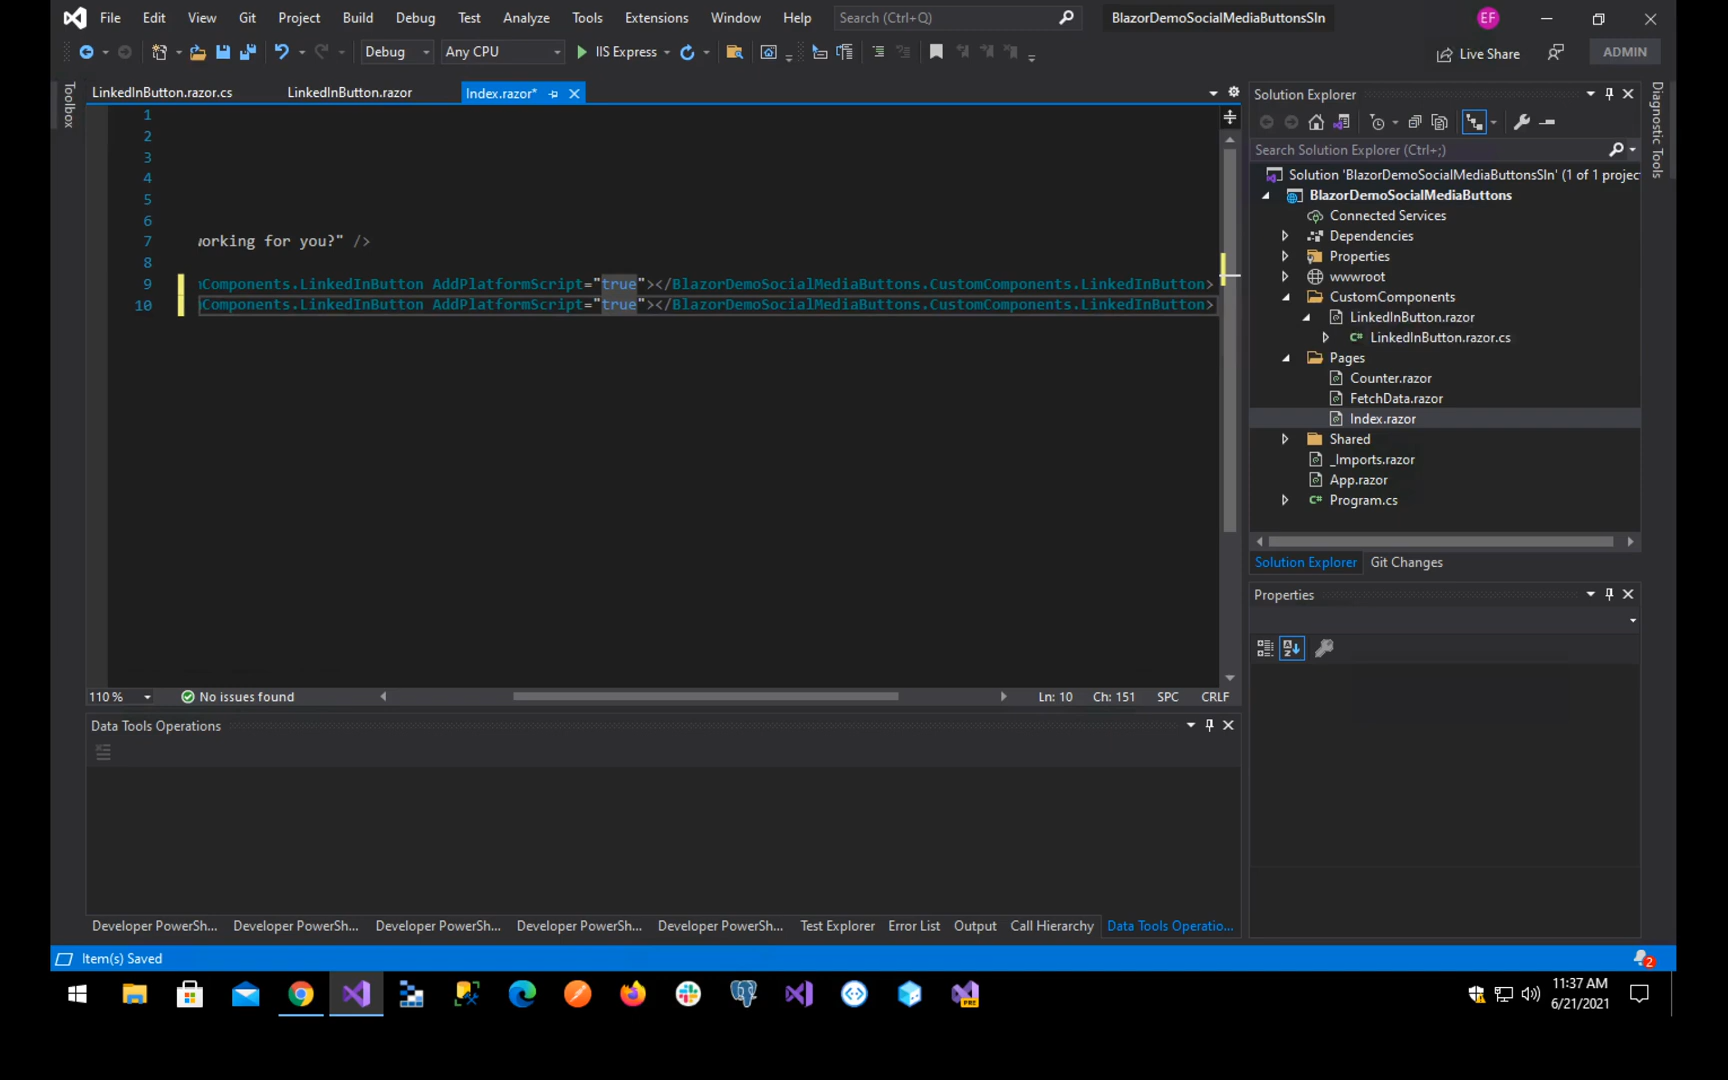 File Edit View Git Project Build Debug Test Analyze Tools Extensions Window Help Search (Ctrl+Q) BlazorDemoSocialMediaButtonsSln EF
Debug Any CPU IIS Express Live Share ADMIN
Toolbox
LinkedInButton.razor.cs LinkedInButton.razor Index.razor*
1
2
3
4
5
6
7 working for you?" />
8
9 Components.LinkedInButton AddPlatformScript="true"></BlazorDemoSocialMediaButtons.CustomComponents.LinkedInButton>
10 Components.LinkedInButton AddPlatformScript="true"></BlazorDemoSocialMediaButtons.CustomComponents.LinkedInButton>
110 % No issues found Ln: 10 Ch: 151 SPC CRLF
Data Tools Operations
Developer PowerSh... Developer PowerSh... Developer PowerSh... Developer PowerSh... Developer PowerSh... Test Explorer Error List Output Call Hierarchy Data Tools Operatio...
Solution Explorer
Search Solution Explorer (Ctrl+;)
Solution 'BlazorDemoSocialMediaButtonsSln' (1 of 1 projec
BlazorDemoSocialMediaButtons
Connected Services
Dependencies
Properties
wwwroot
CustomComponents
LinkedInButton.razor
C# LinkedInButton.razor.cs
Pages
Counter.razor
FetchData.razor
Index.razor
Shared
_Imports.razor
App.razor
C# Program.cs
Solution Explorer Git Changes
Properties
Diagnostic Tools
Item(s) Saved 2
PRE
11:37 AM
6/21/2021